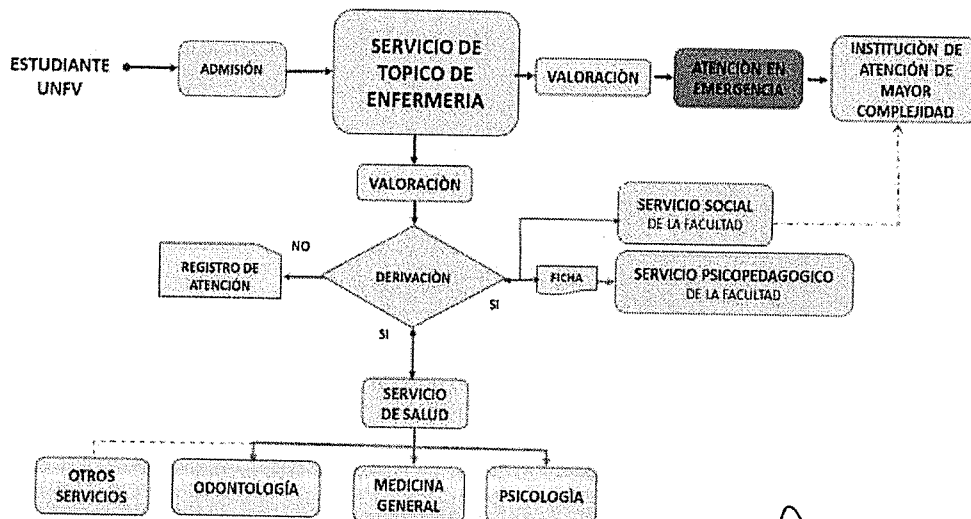 ESTUDIANTE
UNFV
ADMISIÓN
SERVICIO DE
TOPICO DE
ENFERMERIA
VALORACIÒN
ATENCIÒN EN
EMERGENCIA
INSTITUCIÒN DE
ATENCIÓN DE
MAYOR
COMPLEJIDAD
VALORACIÒN
DERIVACIÒN
NO
REGISTRO DE
ATENCIÓN
SI
FICHA
SERVICIO SOCIAL
DE LA FACULTAD
SERVICIO PSICOPEDAGOGICO
DE LA FACULTAD
SI
SERVICIO
DE SALUD
OTROS
SERVICIOS
ODONTOLOGÍA
MEDICINA
GENERAL
PSICOLOGÌA